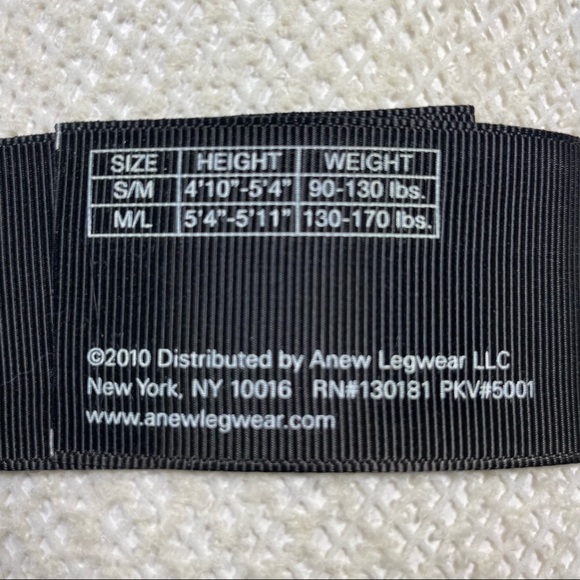 SIZE HEIGHT WEIGHT
S/M 4'10"-5'4" 90-130 lbs.
M/L 5'4"-5'11" 130-170 lbs.
©2010 Distributed by Anew Legwear LLC
New York, NY 10016 RN#130181 PKV#5001
www.anewlegwear.com